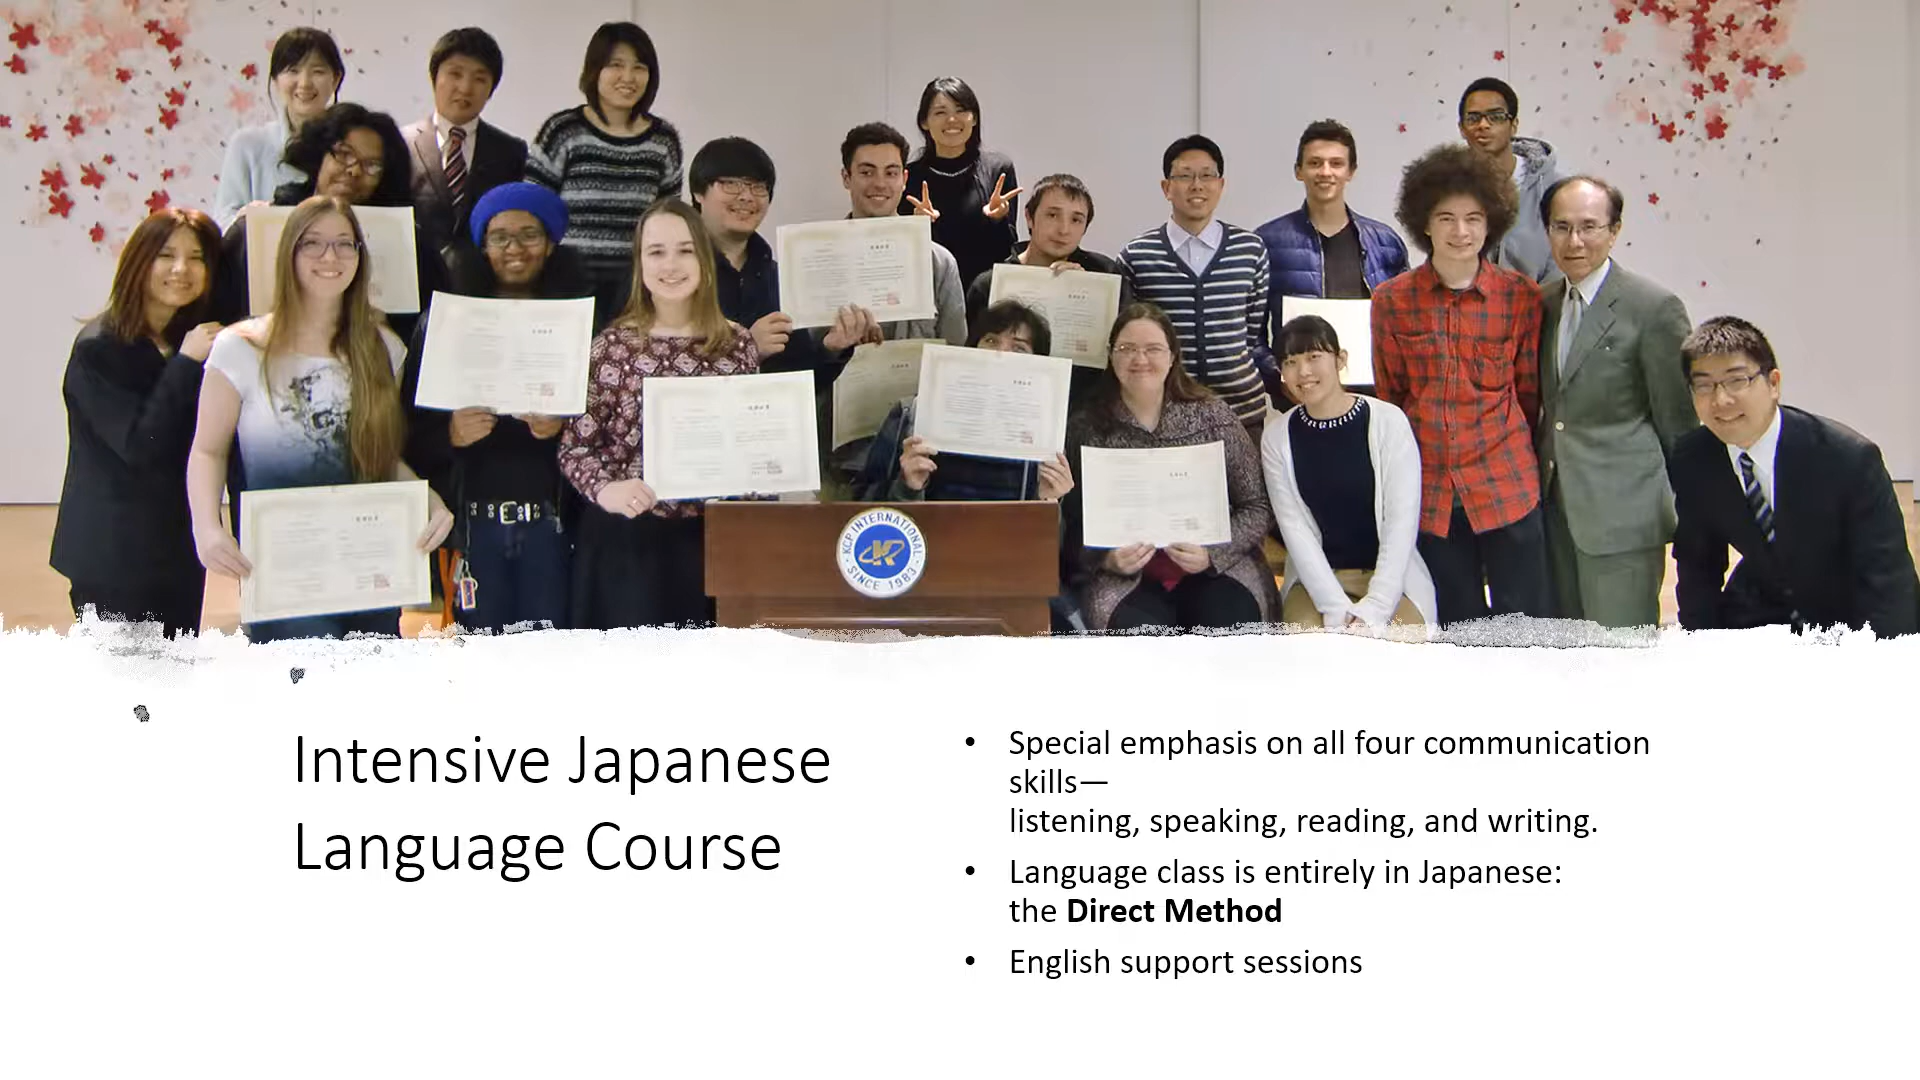 KCP INTERNATIONAL
SINCE 1983
Intensive Japanese
Language Course
• Special emphasis on all four communication
skills—
listening, speaking, reading, and writing.
• Language class is entirely in Japanese:
the Direct Method
• English support sessions